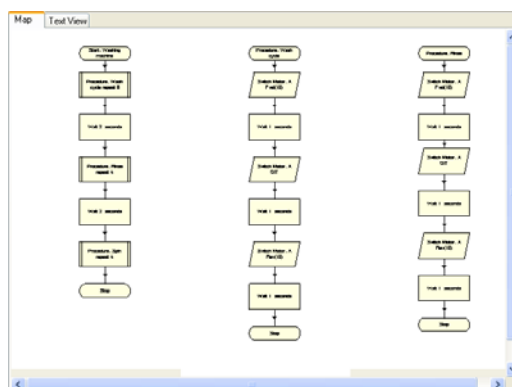 Map
Text View
Start : Washing
machine
Procedure : Wash
cycle repeat
Wait 2 seconds
Procedure : Rinse
repeat 4
Wait 2 seconds
Procedure : Spin
repeat 4
Stop
Procedure : Wash
cycle
Switch Motor : A
Fwd(10)
Wait 1 seconds
Switch Motor : A
Off
Wait 1 seconds
Switch Motor : A
Rev(10)
Wait 1 seconds
Stop
Procedure : Rinse
Switch Motor : A
Fwd(10)
Wait 1 seconds
Switch Motor : A
Off
Wait 1 seconds
Switch Motor : A
Rev(10)
Wait 1 seconds
Stop